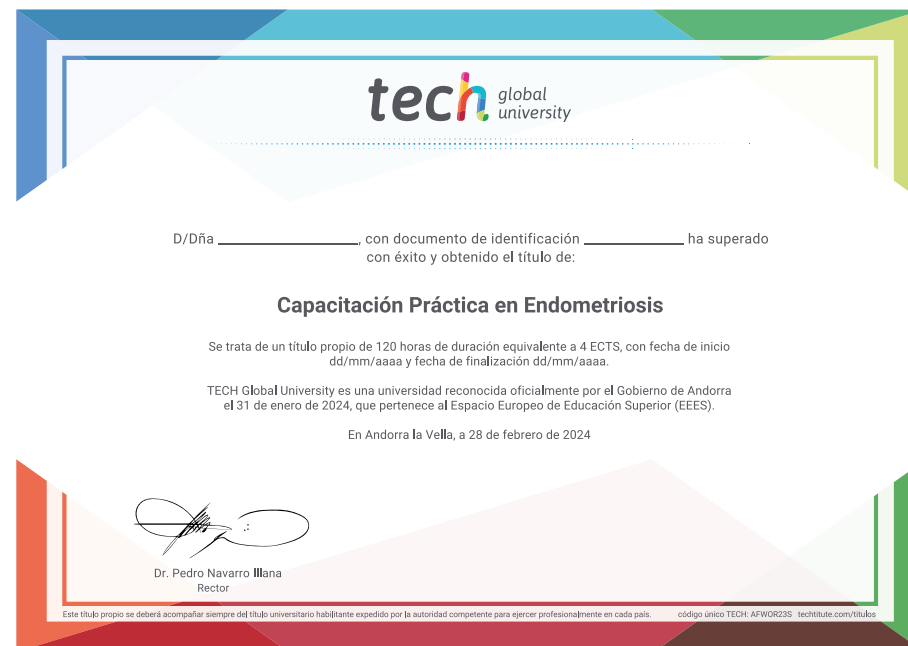 tech global university
D/Dña ______________, con documento de identificación __________ ha superado
con éxito y obtenido el título de:
Capacitación Práctica en Endometriosis
Se trata de un título propio de 120 horas de duración equivalente a 4 ECTS, con fecha de inicio
dd/mm/aaaa y fecha de finalización dd/mm/aaaa.
TECH Global University es una universidad reconocida oficialmente por el Gobierno de Andorra
el 31 de enero de 2024, que pertenece al Espacio Europeo de Educación Superior (EEES).
En Andorra la Vella, a 28 de febrero de 2024
Dr. Pedro Navarro Illana
Rector
Este título propio se deberá acompañar siempre del título universitario habilitante expedido por la autoridad competente para ejercer profesionalmente en cada país. código único TECH: AFWOR23S techtitute.com/titulos